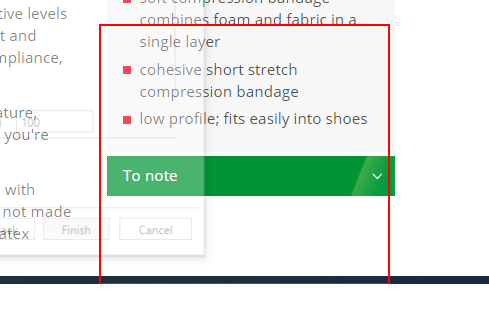 tive levels
t and
mpliance,
ature,
you're
with
not made
atex
soft compression bandage
combines foam and fabric in a
single layer
cohesive short stretch
compression bandage
low profile; fits easily into shoes
To note
100
Finish
Cancel